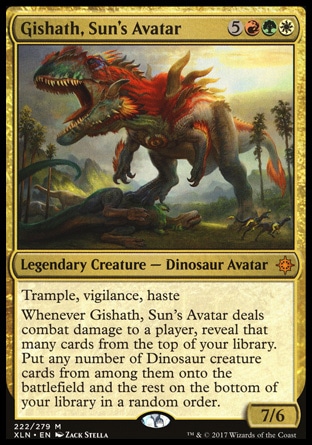 Gishath, Sun's Avatar 5
Legendary Creature — Dinosaur Avatar
Trample, vigilance, haste
Whenever Gishath, Sun's Avatar deals
combat damage to a player, reveal that
many cards from the top of your library.
Put any number of Dinosaur creature
cards from among them onto the
battlefield and the rest on the bottom of
your library in a random order.
7/6
222/279 M
XLN • EN Zack Stella
™ & © 2017 Wizards of the Coast